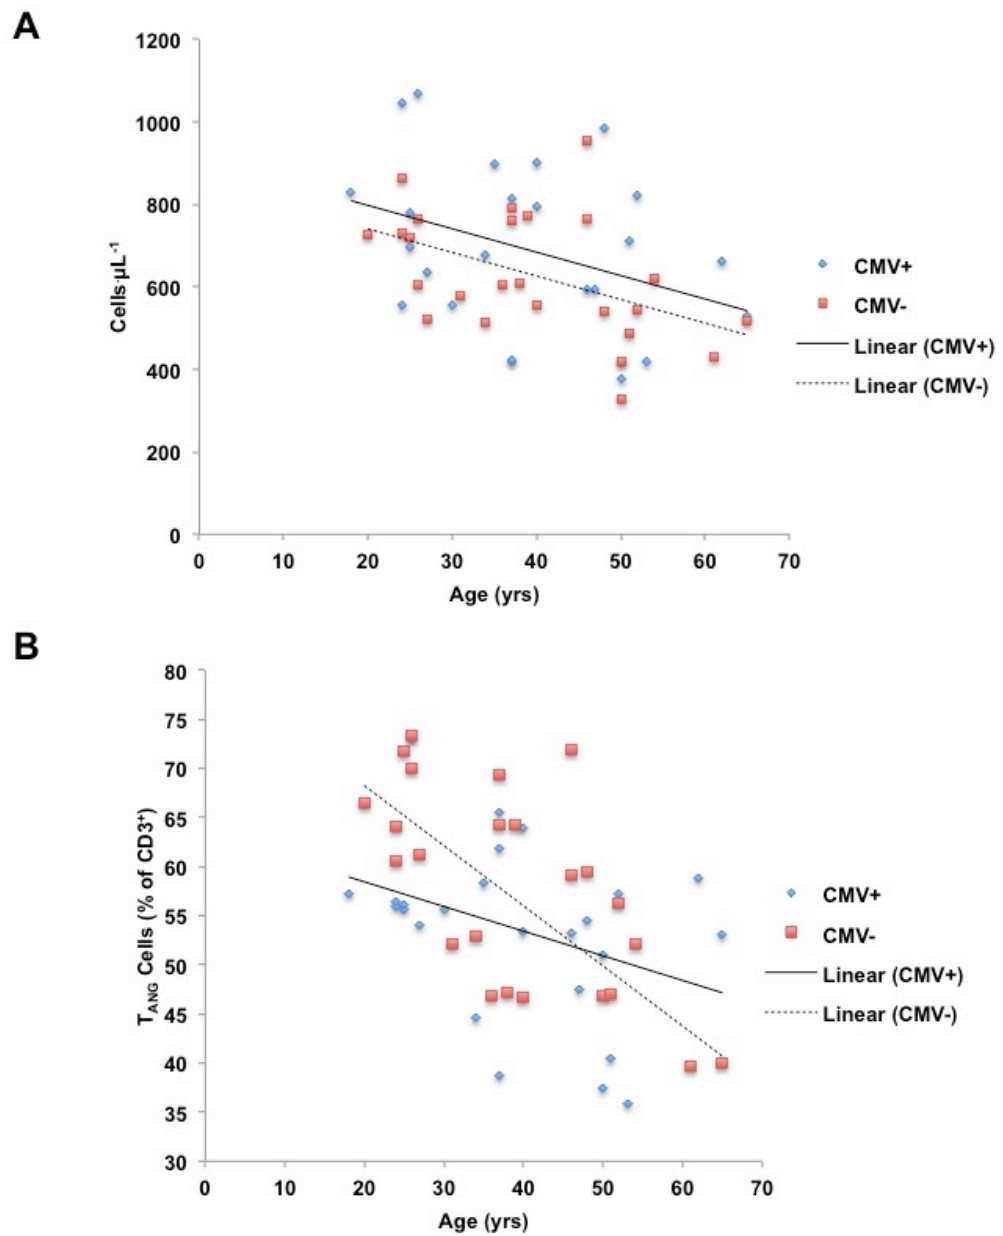 A
1200
1000
800
600
400
200
0
Cells·µL⁻¹
0 10 20 30 40 50 60 70
Age (yrs)
CMV+
CMV-
Linear (CMV+)
Linear (CMV-)
B
80
75
70
65
60
55
50
45
40
35
30
TANG Cells (% of CD3⁺)
0 10 20 30 40 50 60 70
Age (yrs)
CMV+
CMV-
Linear (CMV+)
Linear (CMV-)